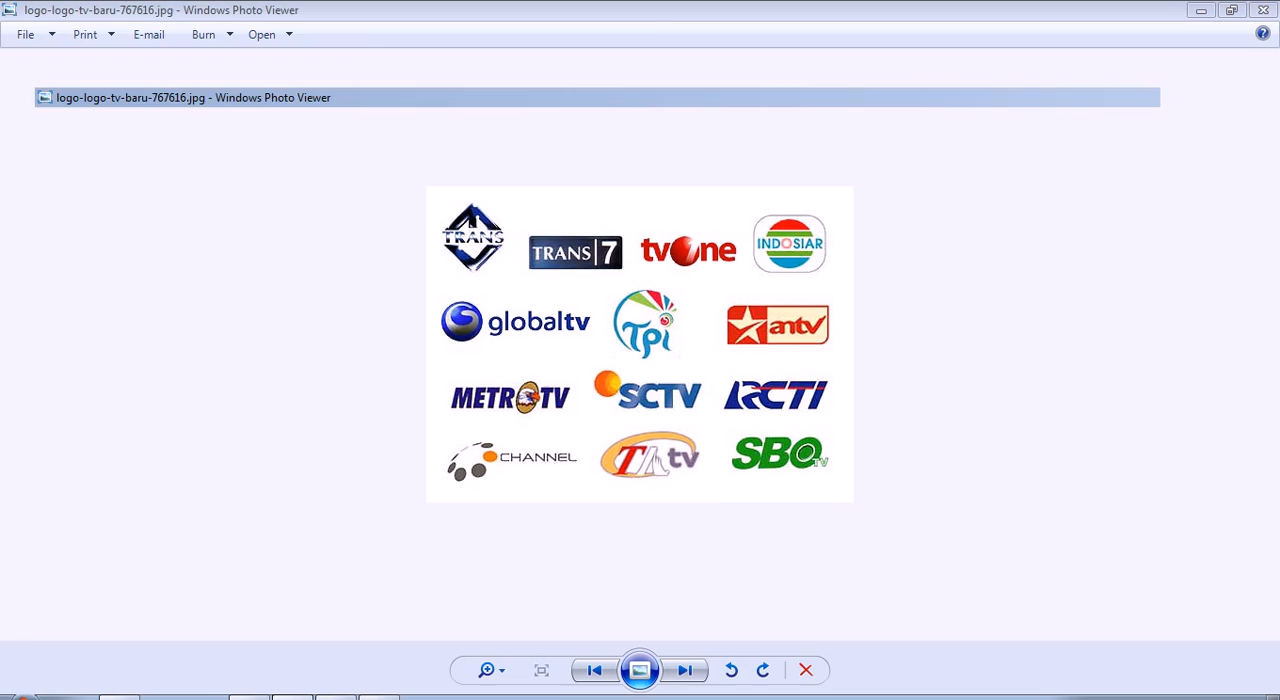 logo-logo-tv-baru-767616.jpg - Windows Photo Viewer
File Print E-mail Burn Open
logo-logo-tv-baru-767616.jpg - Windows Photo Viewer
TRANS TRANS|7 tvOne INDOSIAR
globaltv TPi antv
METRO TV SCTV RCTI
CHANNEL TA tv SBO TV